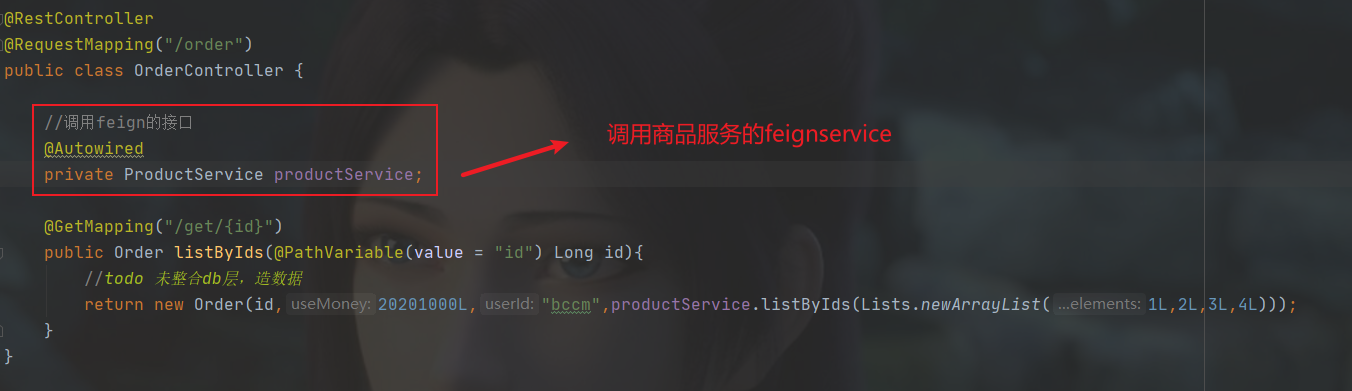 @RestController
@RequestMapping("/order")
public class OrderController {
//调用feign的接口
@Autowired
private ProductService productService;
调用商品服务的feignservice
@GetMapping("/get/{id}")
public Order listByIds(@PathVariable(value = "id") Long id){
//todo 未整合db层，造数据
return new Order(id, useMoney: 20201000L, userId: "bccm",productService.listByIds(Lists.newArrayList( ...elements: 1L,2L,3L,4L)));
}
}